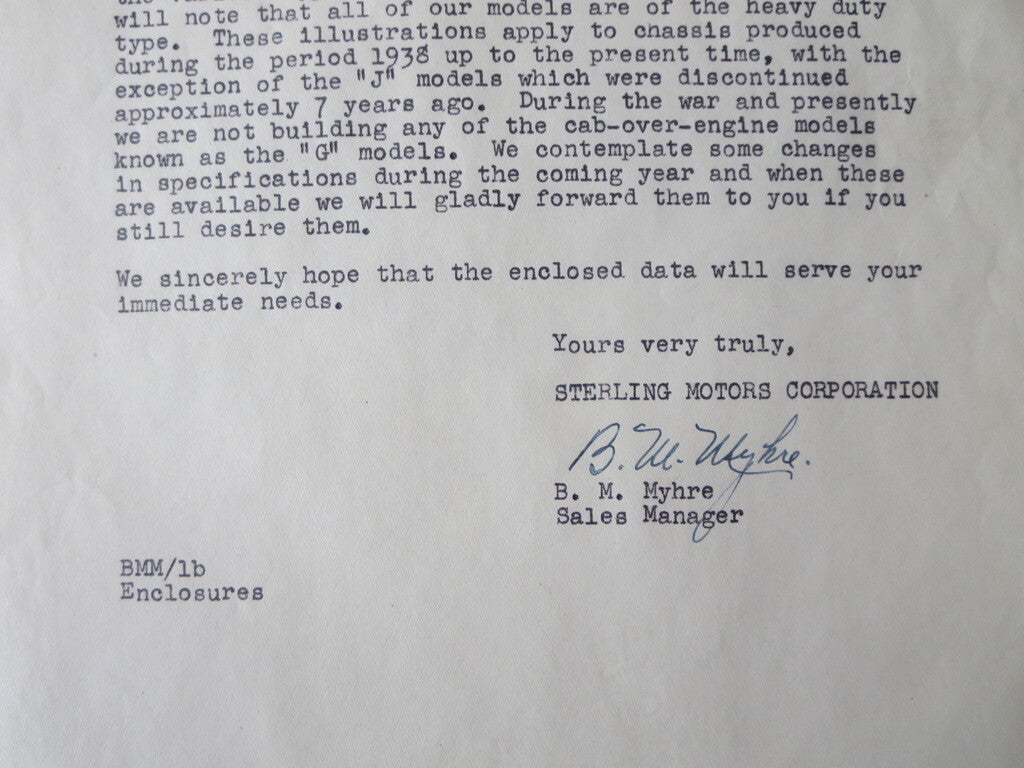 will note that all of our models are of the heavy duty
type. These illustrations apply to chassis produced
during the period 1938 up to the present time, with the
exception of the "J" models which were discontinued
approximately 7 years ago. During the war and presently
we are not building any of the cab-over-engine models
known as the "G" models. We contemplate some changes
in specifications during the coming year and when these
are available we will gladly forward them to you if you
still desire them.
We sincerely hope that the enclosed data will serve your
immediate needs.
Yours very truly,
STERLING MOTORS CORPORATION
B. M. Myhre.
B. M. Myhre
Sales Manager
BMM/lb
Enclosures